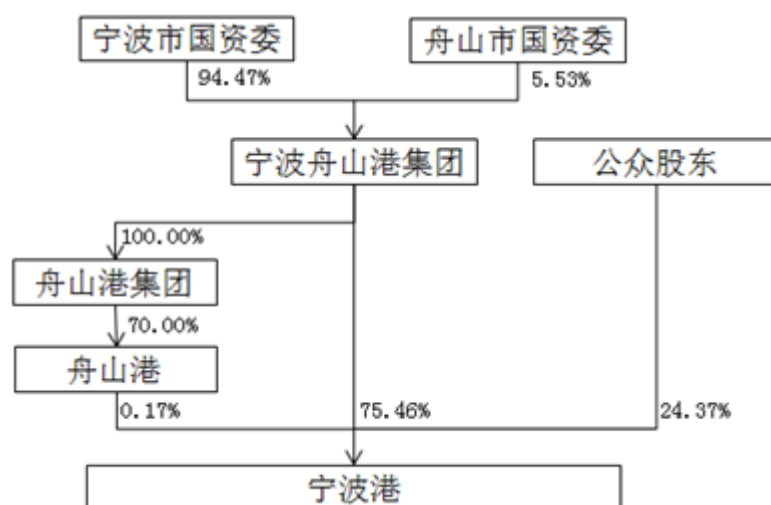 宁波市国资委
舟山市国资委
94.47%
5.53%
宁波舟山港集团
公众股东
100.00%
舟山港集团
70.00%
舟山港
0.17%
75.46%
24.37%
宁波港